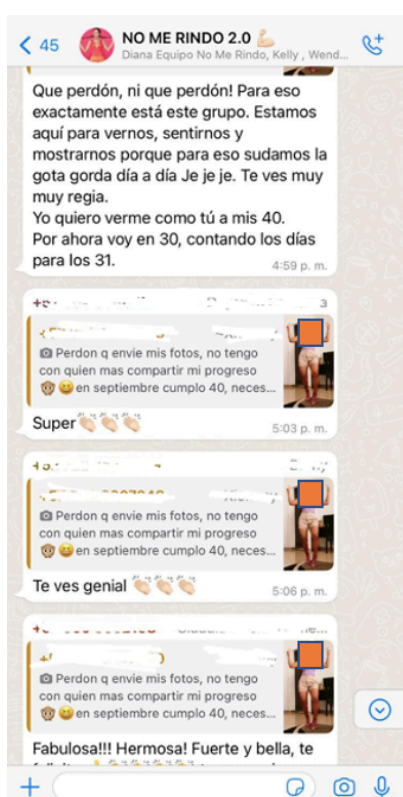 45
NO ME RINDO 2.0
Diana Equipo No Me Rindo, Kelly , Wend...
Que perdón, ni que perdón! Para eso
exactamente está este grupo. Estamos
aquí para vernos, sentirnos y
mostrarnos porque para eso sudamos la
gota gorda día a día Je je je. Te ves muy
muy regia.
Yo quiero verme como tú a mis 40.
Por ahora voy en 30, contando los días
para los 31.
4:59 p. m.
Perdon q envie mis fotos, no tengo
con quien mas compartir mi progreso
🙊😆en septiembre cumplo 40, neces...
Super👏🏻👏🏻👏🏻
5:03 p. m.
Perdon q envie mis fotos, no tengo
con quien mas compartir mi progreso
🙊😆en septiembre cumplo 40, neces...
Te ves genial 👏🏻👏🏻👏🏻
5:06 p. m.
Perdon q envie mis fotos, no tengo
con quien mas compartir mi progreso
🙊😆en septiembre cumplo 40, neces...
Fabulosa!!! Hermosa! Fuerte y bella, te